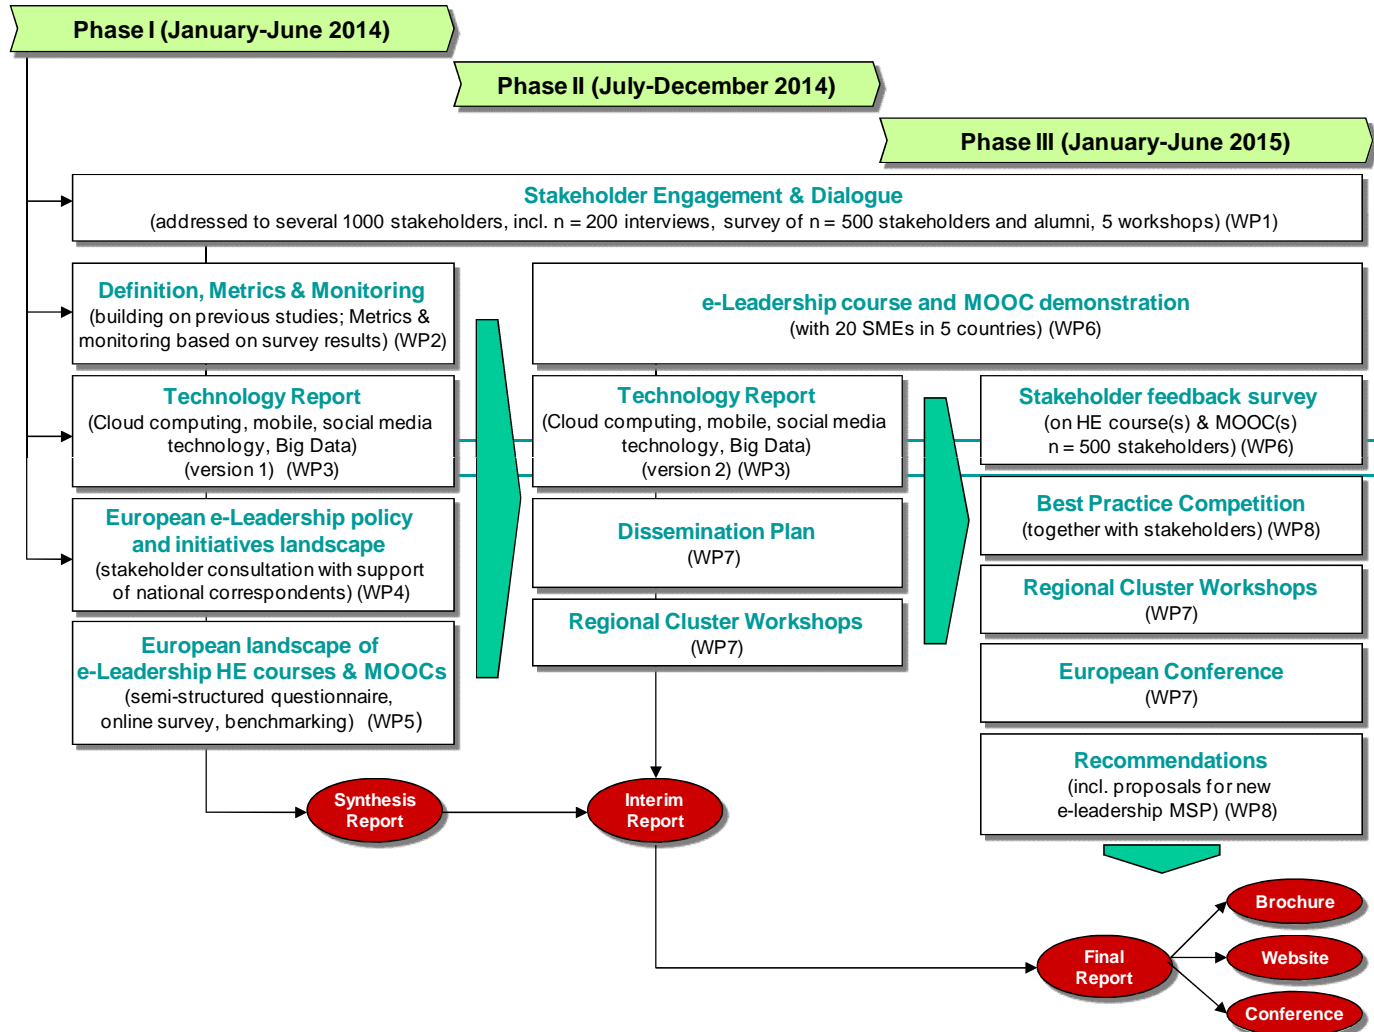 Phase I (January-June 2014)
Phase II (July-December 2014)
Phase III (January-June 2015)
Stakeholder Engagement & Dialogue
(addressed to several 1000 stakeholders, incl. n = 200 interviews, survey of n = 500 stakeholders and alumni, 5 workshops) (WP1)
Definition, Metrics & Monitoring
(building on previous studies; Metrics &
monitoring based on survey results) (WP2)
e-Leadership course and MOOC demonstration
(with 20 SMEs in 5 countries) (WP6)
Technology Report
(Cloud computing, mobile, social media
technology, Big Data)
(version 1) (WP3)
Technology Report
(Cloud computing, mobile, social media
technology, Big Data)
(version 2) (WP3)
Stakeholder feedback survey
(on HE course(s) & MOOC(s)
n = 500 stakeholders) (WP6)
European e-Leadership policy
and initiatives landscape
(stakeholder consultation with support
of national correspondents) (WP4)
Dissemination Plan
(WP7)
Best Practice Competition
(together with stakeholders) (WP8)
European landscape of
e-Leadership HE courses & MOOCs
(semi-structured questionnaire,
online survey, benchmarking) (WP5)
Regional Cluster Workshops
(WP7)
Regional Cluster Workshops
(WP7)
European Conference
(WP7)
Recommendations
(incl. proposals for new
e-leadership MSP) (WP8)
Synthesis
Report
Interim
Report
Final
Report
Brochure
Website
Conference